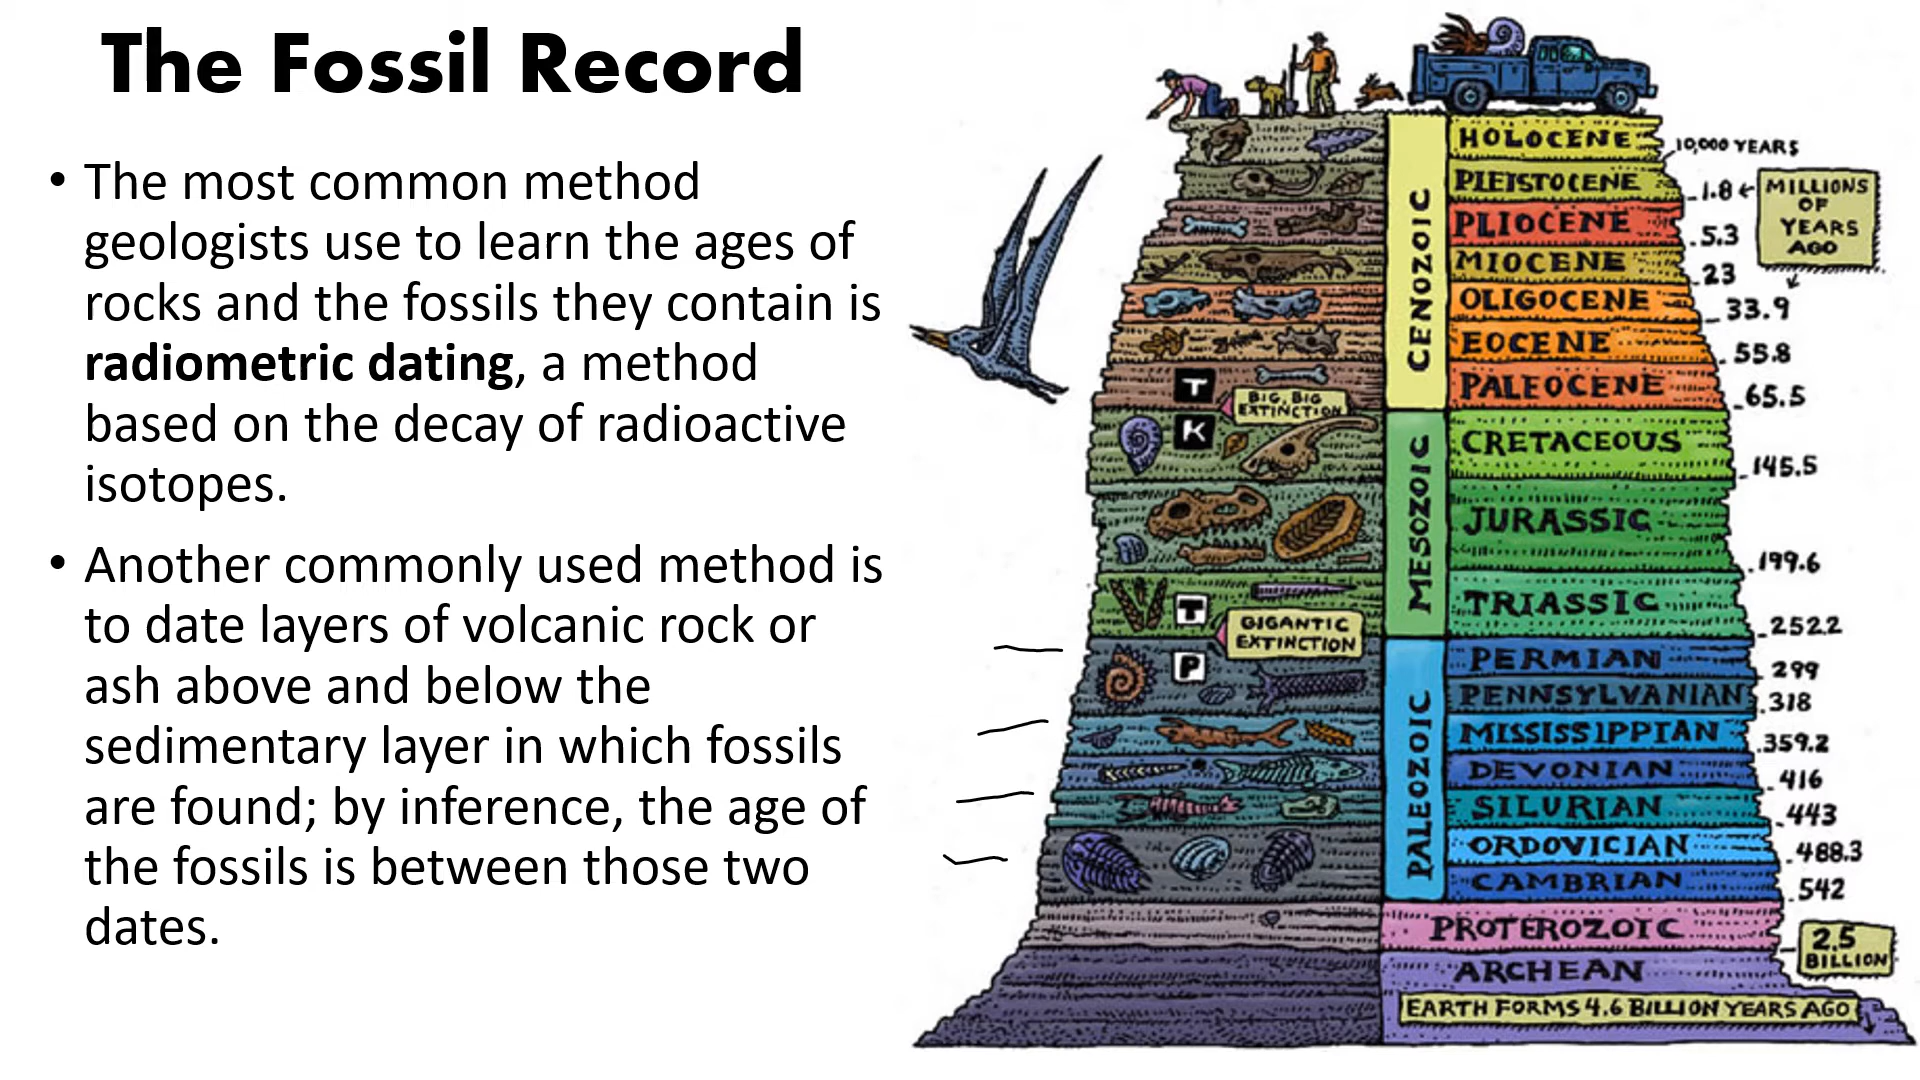 The Fossil Record
• The most common method
geologists use to learn the ages of
rocks and the fossils they contain is
radiometric dating, a method
based on the decay of radioactive
isotopes.
• Another commonly used method is
to date layers of volcanic rock or
ash above and below the
sedimentary layer in which fossils
are found; by inference, the age of
the fossils is between those two
dates.
CENOZOIC
HOLOCENE
10,000 YEARS
PLEISTOCENE
1.8
MILLIONS
OF
YEARS
AGO
PLIOCENE
5.3
MIOCENE
23
OLIGOCENE
33.9
EOCENE
55.8
PALEOCENE
65.5
T
BIG, BIG
EXTINCTION
K
MESOZOIC
CRETACEOUS
145.5
JURASSIC
199.6
TRIASSIC
252.2
T
GIGANTIC
EXTINCTION
P
PALEOZOIC
PERMIAN
299
PENNSYLVANIAN
318
MISSISSIPPIAN
359.2
DEVONIAN
416
SILURIAN
443
ORDOVICIAN
488.3
CAMBRIAN
542
PROTEROZOIC
2.5
BILLION
ARCHEAN
EARTH FORMS 4.6 BILLION YEARS AGO